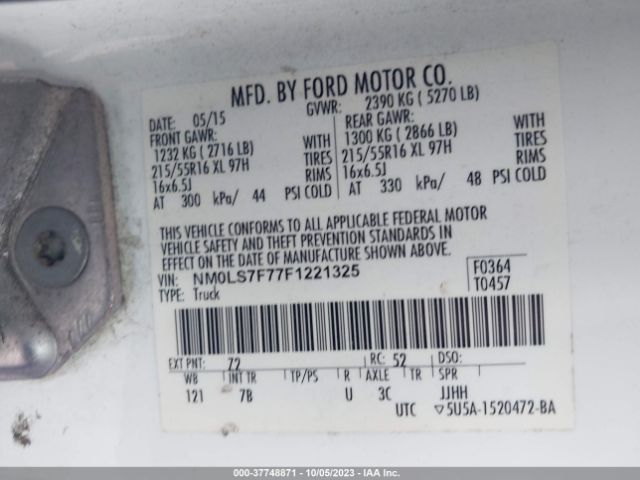 MFD. BY FORD MOTOR CO.
DATE: 05/15 GVWR: 2390 KG ( 5270 LB)
FRONT GAWR: REAR GAWR:
1232 KG ( 2716 LB) WITH 1300 KG ( 2866 LB) WITH
215/55R16 XL 97H TIRES 215/55R16 XL 97H TIRES
16x6.5J RIMS 16x6.5J RIMS
AT 300 kPa/ 44 PSI COLD AT 330 kPa/ 48 PSI COLD
THIS VEHICLE CONFORMS TO ALL APPLICABLE FEDERAL MOTOR
VEHICLE SAFETY AND THEFT PREVENTION STANDARDS IN
EFFECT ON THE DATE OF MANUFACTURE SHOWN ABOVE.
VIN: NM0LS7F77F1221325 F0364
TYPE: Truck T0457
EXT PNT: Z2 RC: 52 DSO:
WB INT TR TP/PS R AXLE TR SPR
121 7B U 3C JJHH
UTC ▽5U5A-1520472-BA
000-37748871 - 10/05/2023 - IAA Inc.